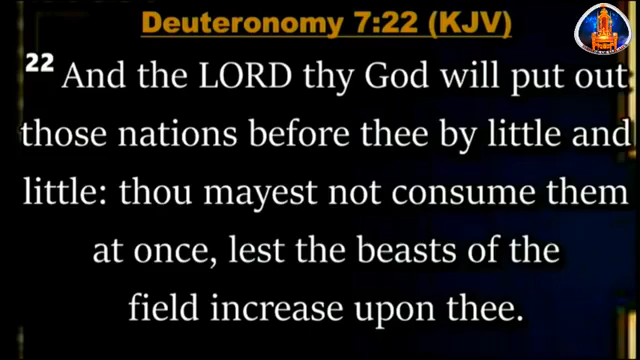 Deuteronomy 7:22 (KJV)
22 And the LORD thy God will put out
those nations before thee by little and
little: thou mayest not consume them
at once, lest the beasts of the
field increase upon thee.